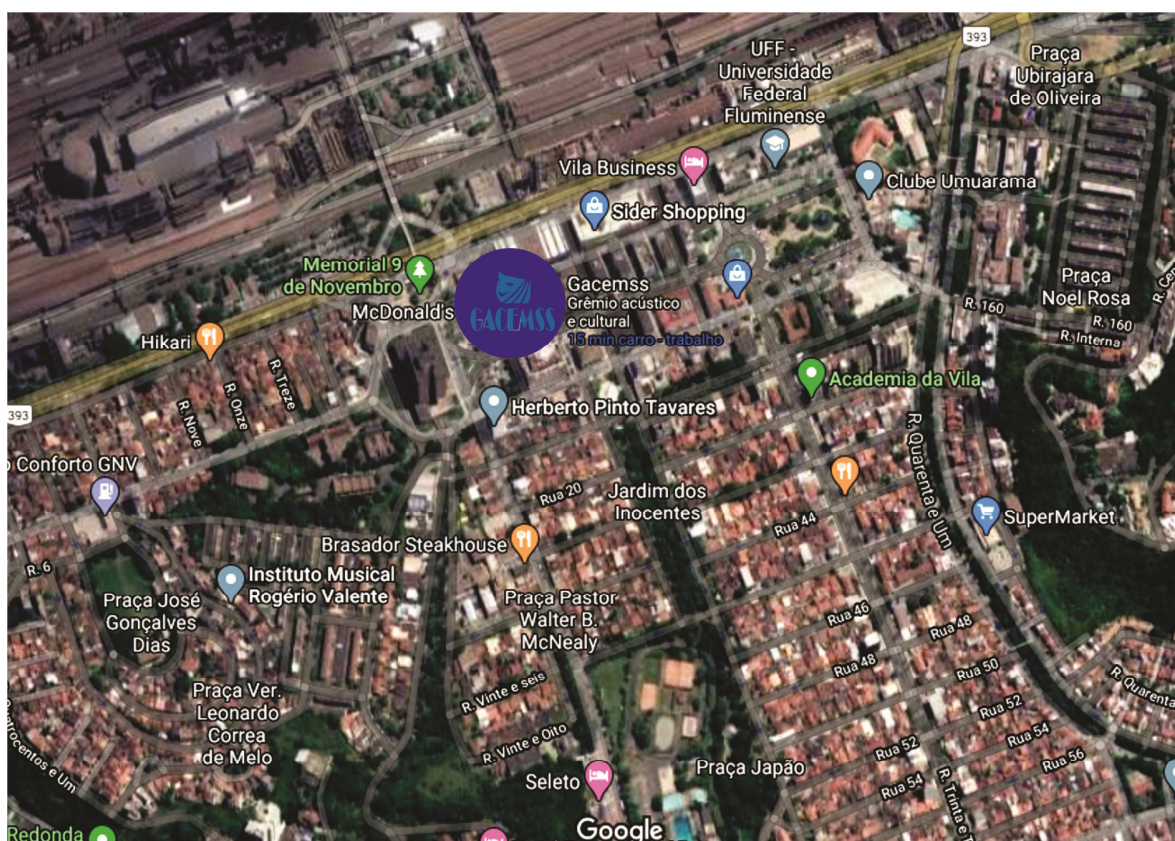 393
Praça
Ubirajara
de Oliveira
UFF -
Universidade
Federal
Fluminense
Vila Business
Clube Umuarama
Sider Shopping
Memorial 9
de Novembro
McDonald's
GACEMSS
Gacemss
Grêmio acústico
e cultural
15 min carro - trabalho
Praça
Noel Rosa
R. 160
R. 160
R. Interna
Hikari
R. Treze
R. Onze
R. Nove
393
Academia da Vila
Herberto Pinto Tavares
R. Quarenta e Um
Conforto GNV
Rua 20
Jardim dos
Inocentes
Rua 44
SuperMarket
Brasador Steakhouse
R. 6
Instituto Musical
Rogério Valente
Praça José
Gonçalves
Dias
Praça Pastor
Walter B.
McNealy
Rua 46
Rua 48
Rua 48
Rua 50
R. Quarenta
R. Vinte e seis
Praça Ver.
Leonardo
Correa
de Melo
Rua 52
Rua 54
Rua 56
R. Vinte e Oito
Rua 52
Rua 54
Praça Japão
Seleto
R. Trinta e
e Um
Redonda
Google